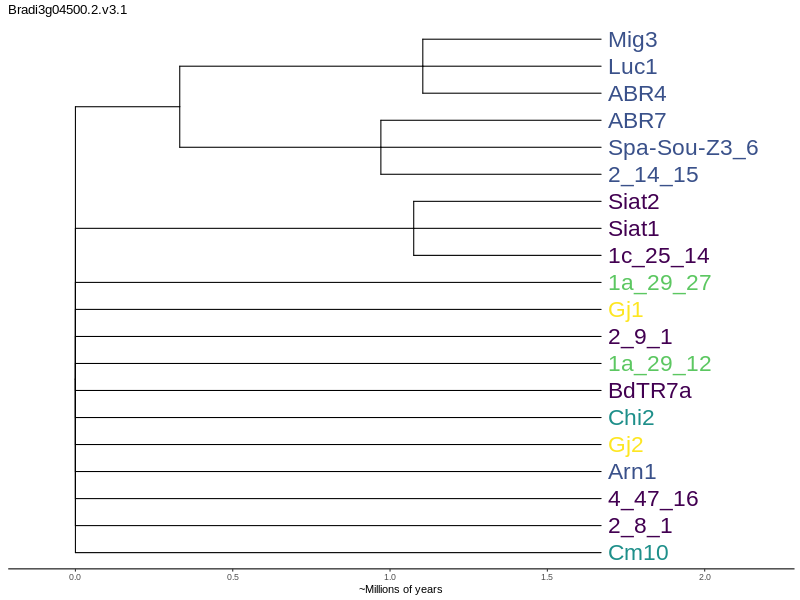 Bradi3g04500.2.v3.1
Mig3
Luc1
ABR4
ABR7
Spa-Sou-Z3_6
2_14_15
Siat2
Siat1
1c_25_14
1a_29_27
Gj1
2_9_1
1a_29_12
BdTR7a
Chi2
Gj2
Arn1
4_47_16
2_8_1
Cm10
0.0 0.5 1.0 1.5 2.0
~Millions of years